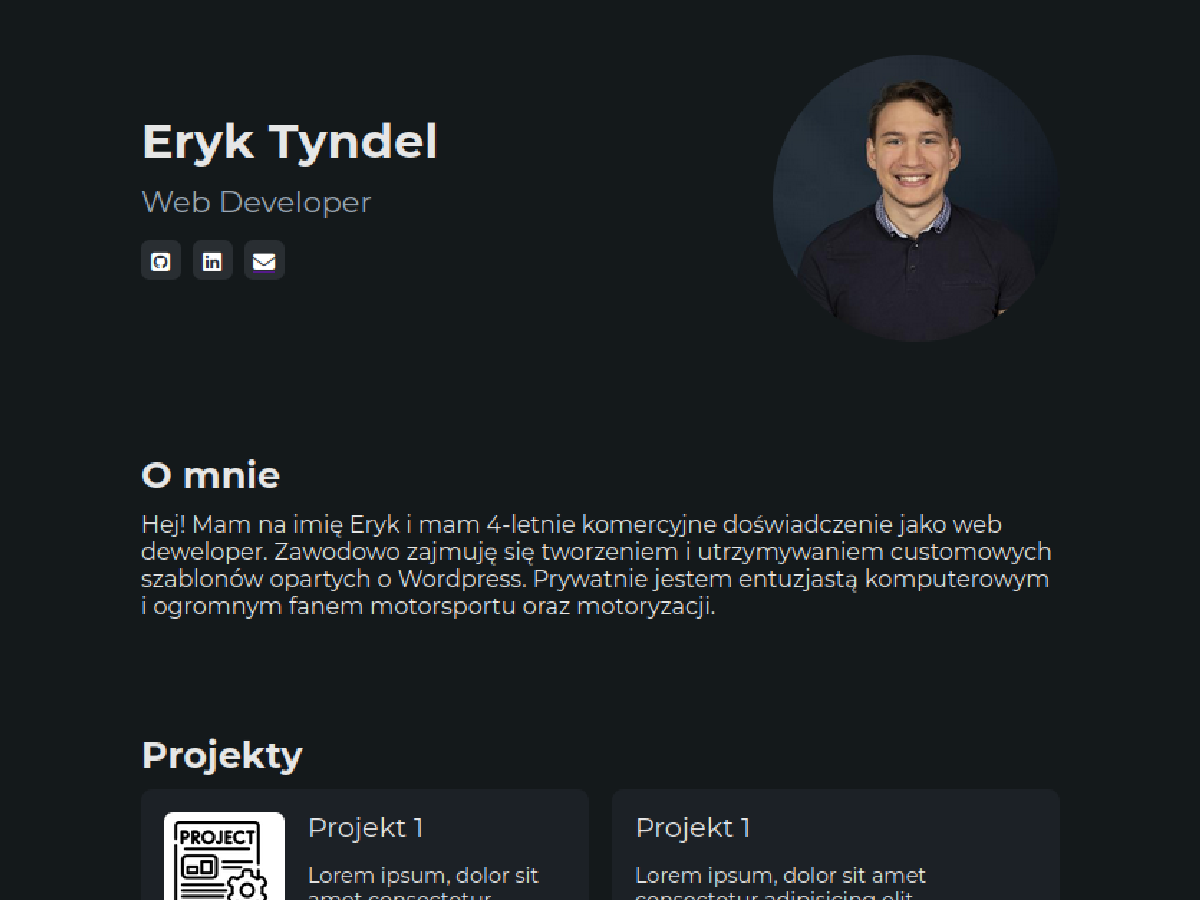 Eryk Tyndel
Web Developer
in
O mnie
Hej! Mam na imię Eryk i mam 4-letnie komercyjne doświadczenie jako web
deweloper. Zawodowo zajmuję się tworzeniem i utrzymywaniem customowych
szablonów opartych o Wordpress. Prywatnie jestem entuzjastą komputerowym
i ogromnym fanem motorsportu oraz motoryzacji.
Projekty
PROJECT
Projekt 1
Lorem ipsum, dolor sit
amet consectetur
Projekt 1
Lorem ipsum, dolor sit amet
consectetur adipisicing elit.